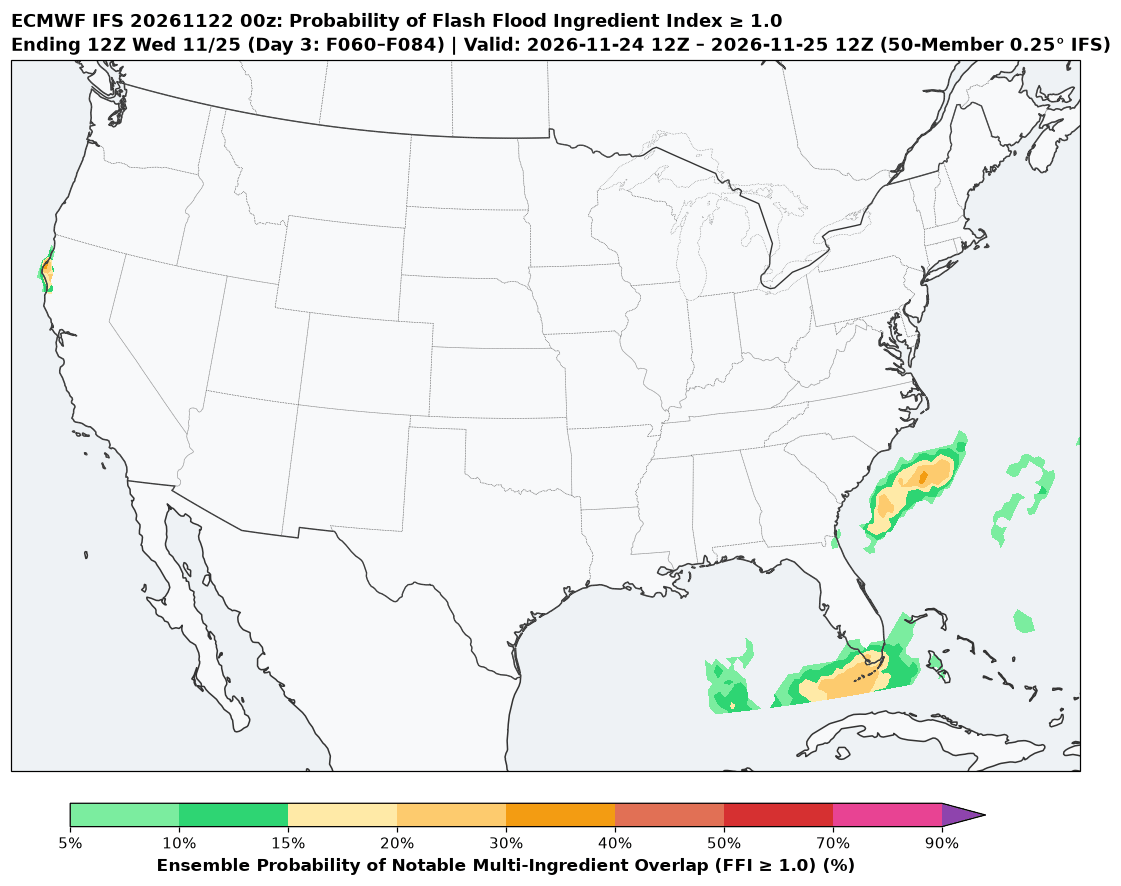 ECMWF IFS 20261122 00z: Probability of Flash Flood Ingredient Index ≥ 1.0
Ending 12Z Wed 11/25 (Day 3: F060–F084) | Valid: 2026-11-24 12Z – 2026-11-25 12Z (50-Member 0.25° IFS)
5% 10% 15% 20% 30% 40% 50% 70% 90%
Ensemble Probability of Notable Multi-Ingredient Overlap (FFI ≥ 1.0) (%)